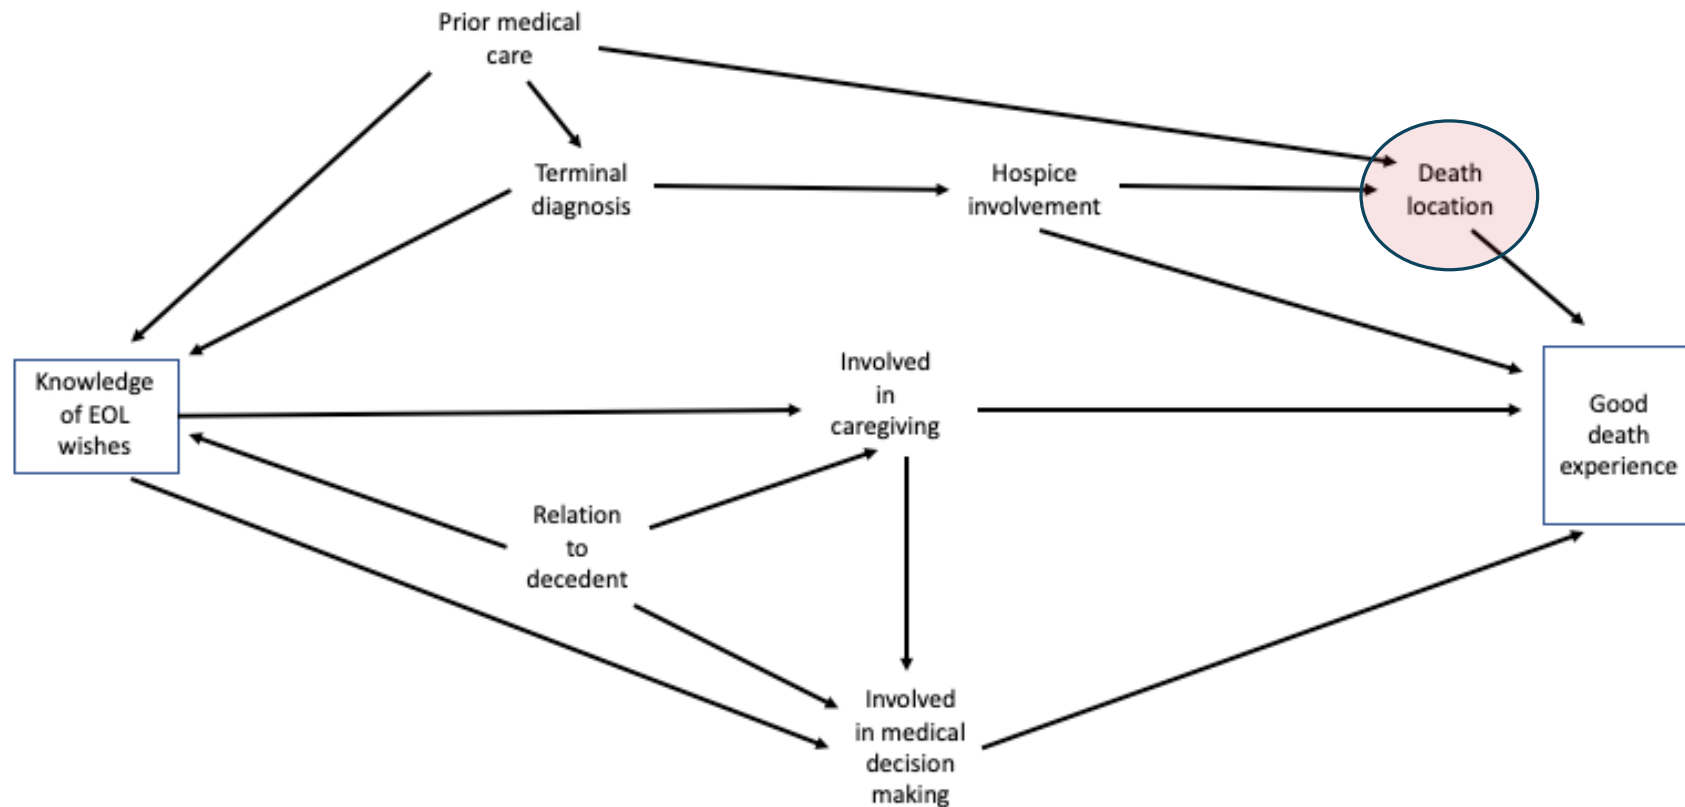 Prior medical
care
Terminal
diagnosis
Hospice
involvement
Death
location
Knowledge
of EOL
wishes
Involved
in
caregiving
Good
death
experience
Relation
to
decedent
Involved
in medical
decision
making